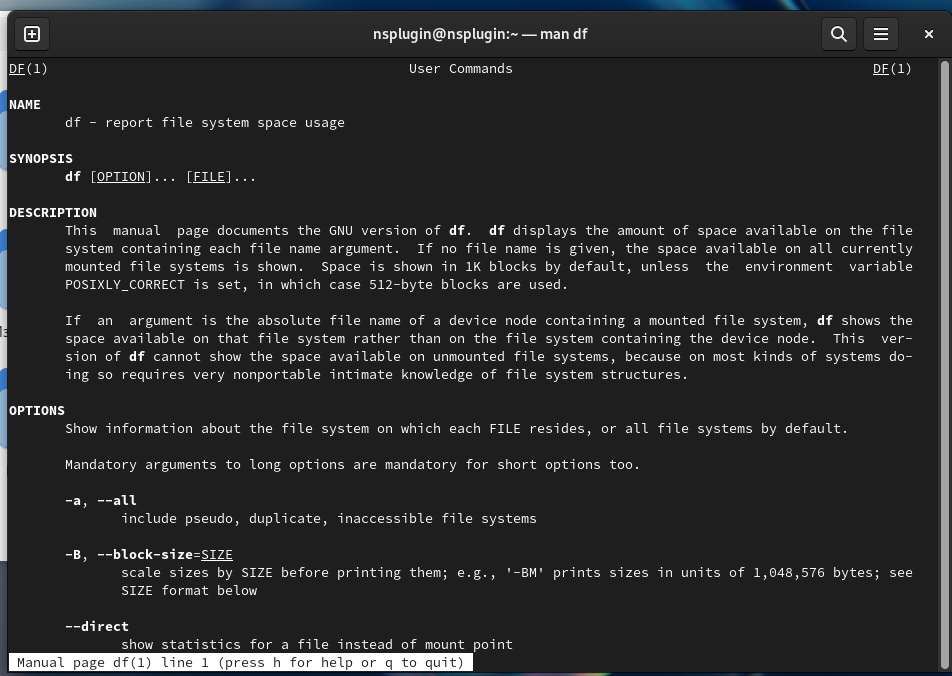 nsplugin@nsplugin:~ — man df
DF(1) User Commands DF(1)
NAME
df - report file system space usage
SYNOPSIS
df [OPTION]... [FILE]...
DESCRIPTION
This manual page documents the GNU version of df. df displays the amount of space available on the file
system containing each file name argument. If no file name is given, the space available on all currently
mounted file systems is shown. Space is shown in 1K blocks by default, unless the environment variable
POSIXLY_CORRECT is set, in which case 512-byte blocks are used.
If an argument is the absolute file name of a device node containing a mounted file system, df shows the
space available on that file system rather than on the file system containing the device node. This ver-
sion of df cannot show the space available on unmounted file systems, because on most kinds of systems do-
ing so requires very nonportable intimate knowledge of file system structures.
OPTIONS
Show information about the file system on which each FILE resides, or all file systems by default.
Mandatory arguments to long options are mandatory for short options too.
-a, --all
include pseudo, duplicate, inaccessible file systems
-B, --block-size=SIZE
scale sizes by SIZE before printing them; e.g., '-BM' prints sizes in units of 1,048,576 bytes; see
SIZE format below
--direct
show statistics for a file instead of mount point
Manual page df(1) line 1 (press h for help or q to quit)